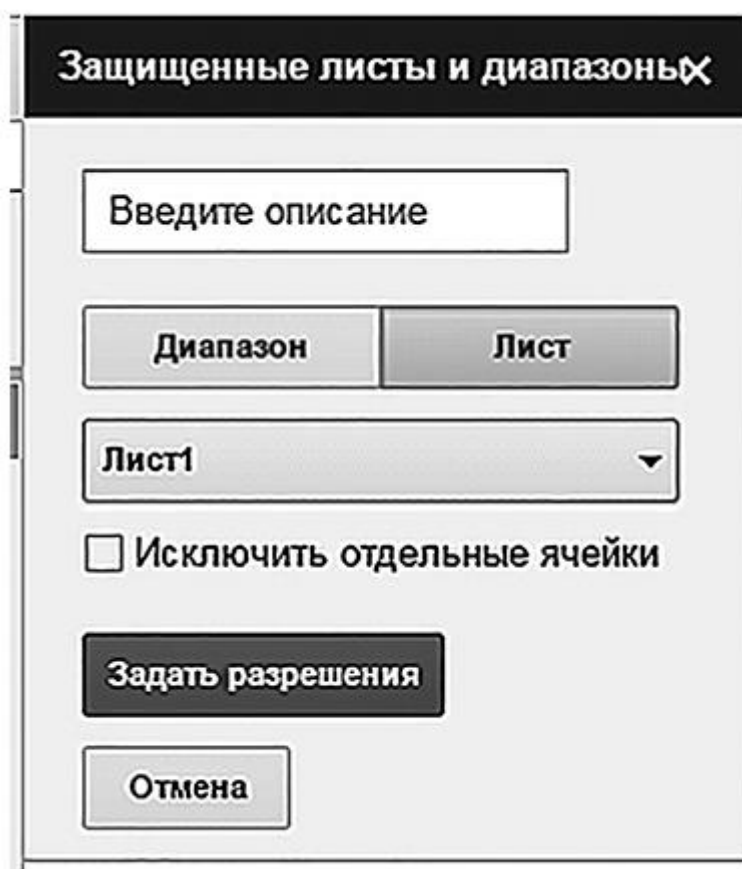 Защищенные листы и диапазоны×
Введите описание
Диапазон Лист
Лист1
Исключить отдельные ячейки
Задать разрешения
Отмена